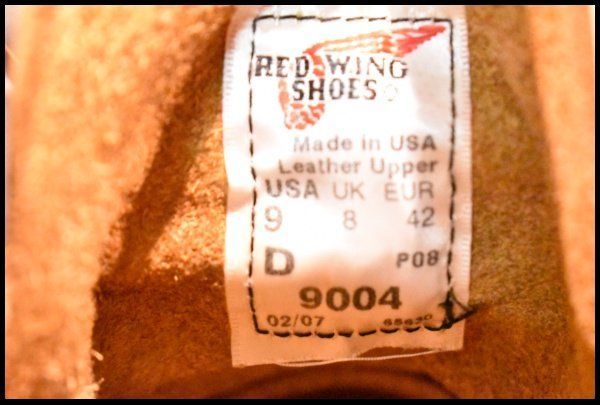 RED WING
SHOES
Made in USA
Leather Upper
USA UK EUR
9 8 42
D P08
9004
02/07